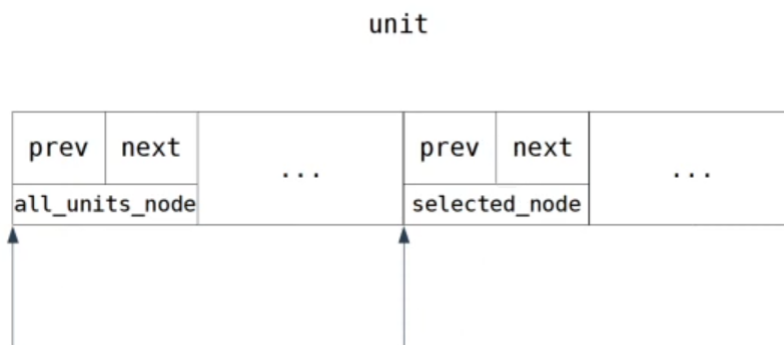 unit
prev next ... prev next ...
all_units_node selected_node